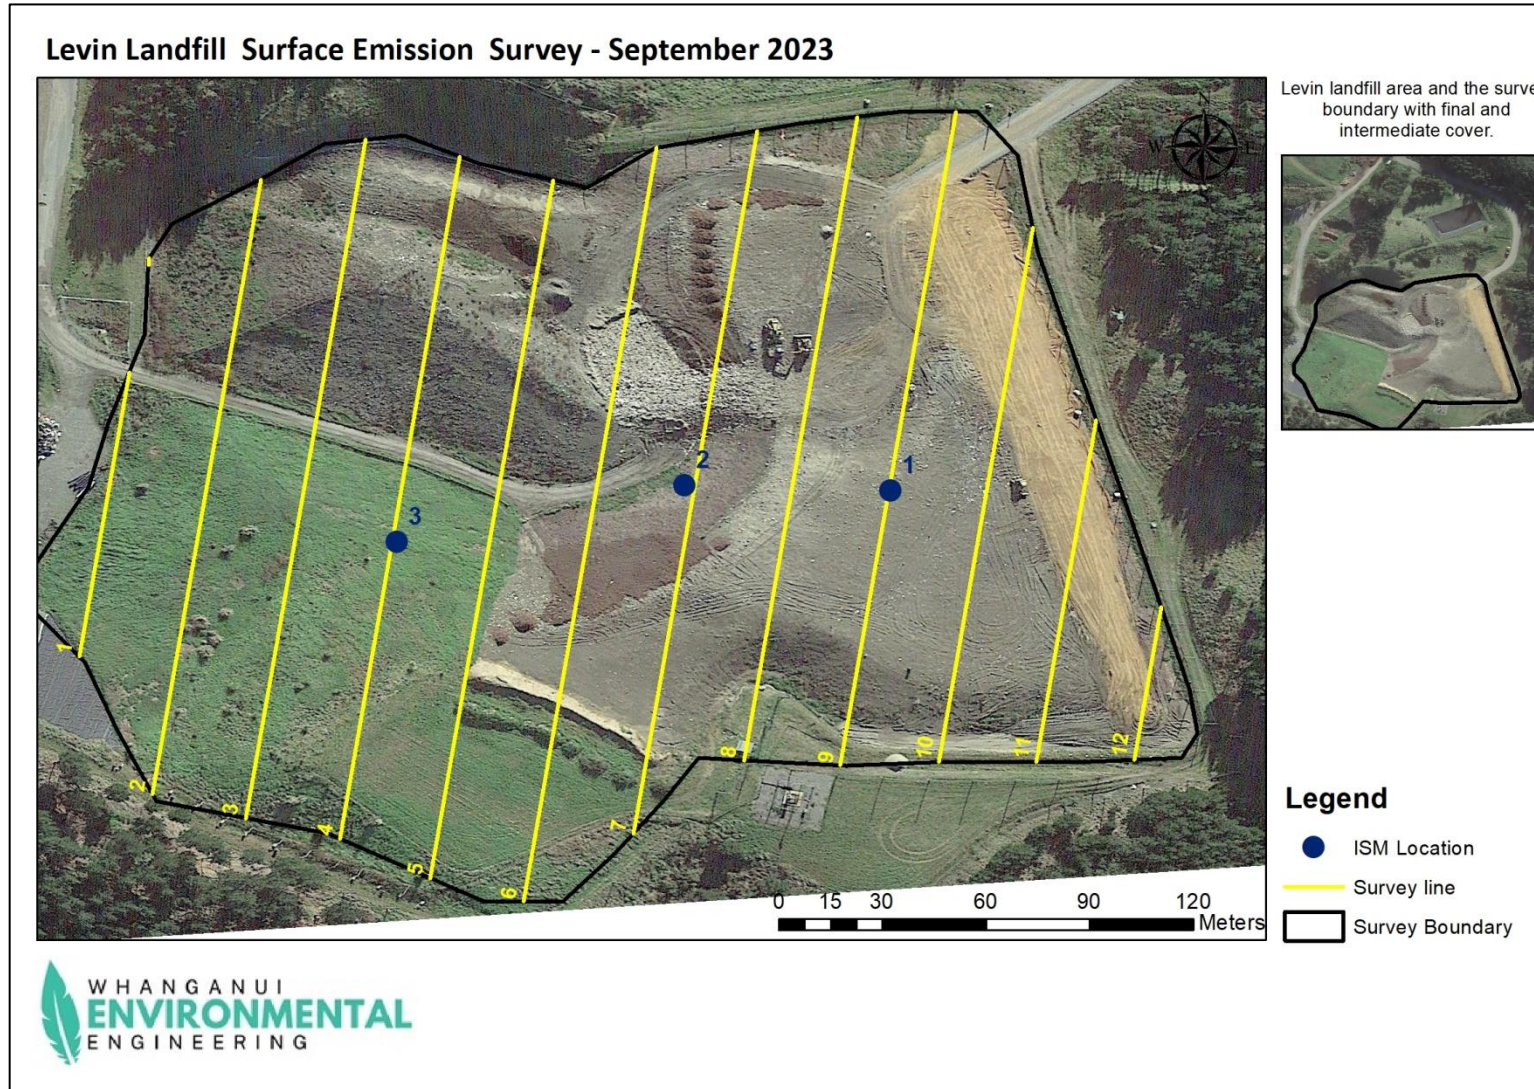 Levin Landfill Surface Emission Survey - September 2023
Levin landfill area and the surve
boundary with final and
intermediate cover.
N
W
E
S
1
2
3
1
2
3
4
5
6
7
8
9
10
11
12
0 15 30 60 90 120
Meters
Legend
ISM Location
Survey line
Survey Boundary
WHANGANUI
ENVIRONMENTAL
ENGINEERING